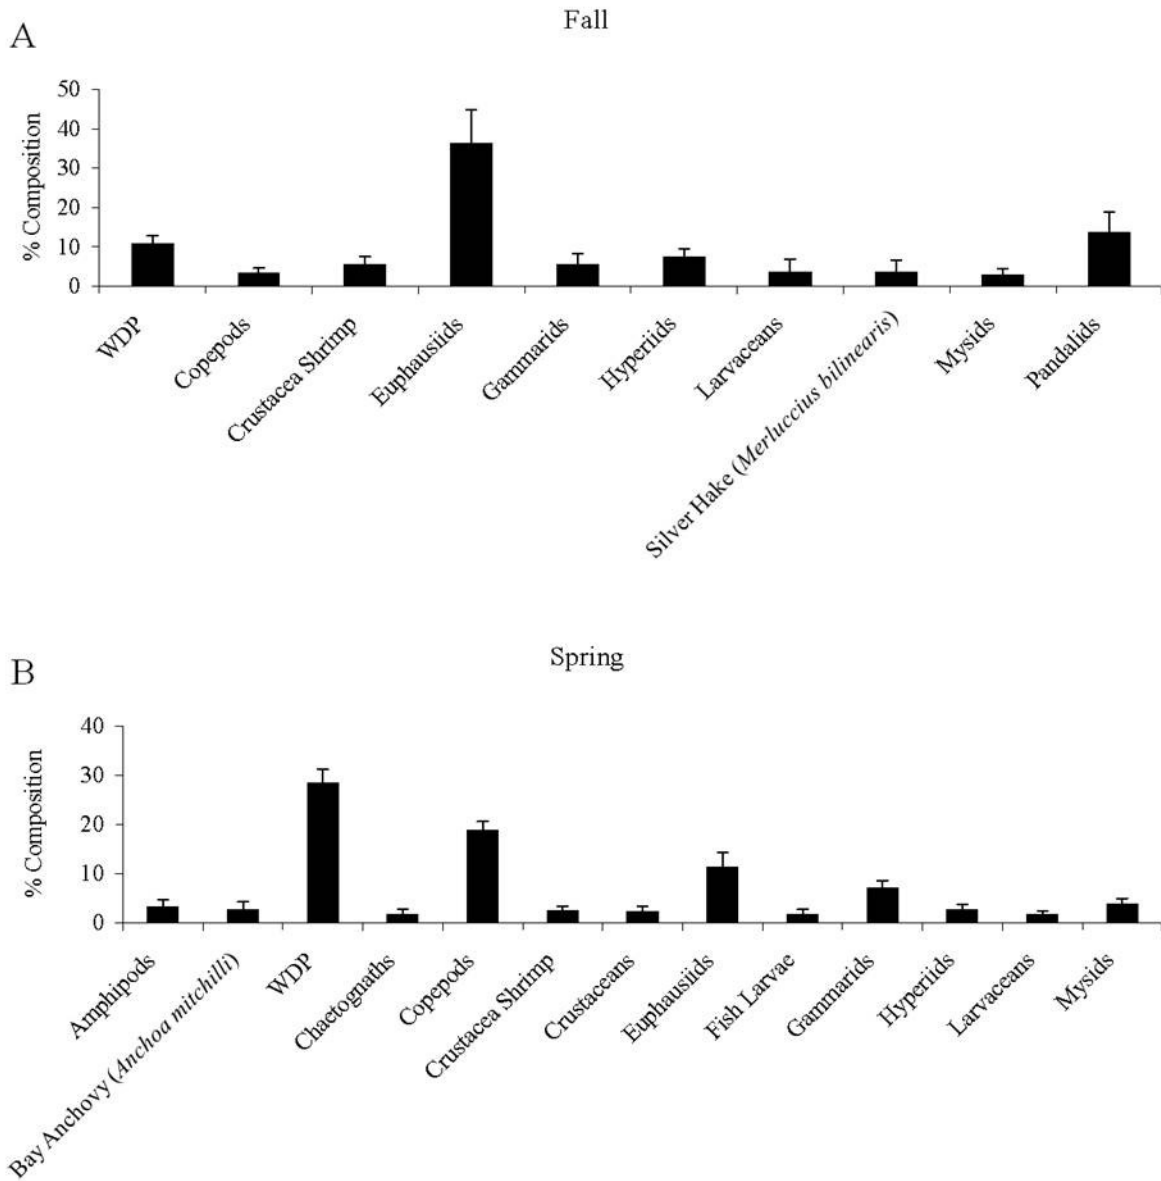 A
Fall
% Composition
50
40
30
20
10
0
WDP
Copepods
Crustacea Shrimp
Euphausiids
Gammarids
Hyperiids
Larvaceans
Silver Hake (Merluccius bilinearis)
Mysids
Pandalids
B
Spring
% Composition
40
30
20
10
0
Amphipods
Bay Anchovy (Anchoa mitchilli)
WDP
Chaetognaths
Copepods
Crustacea Shrimp
Crustaceans
Euphausiids
Fish Larvae
Gammarids
Hyperiids
Larvaceans
Mysids